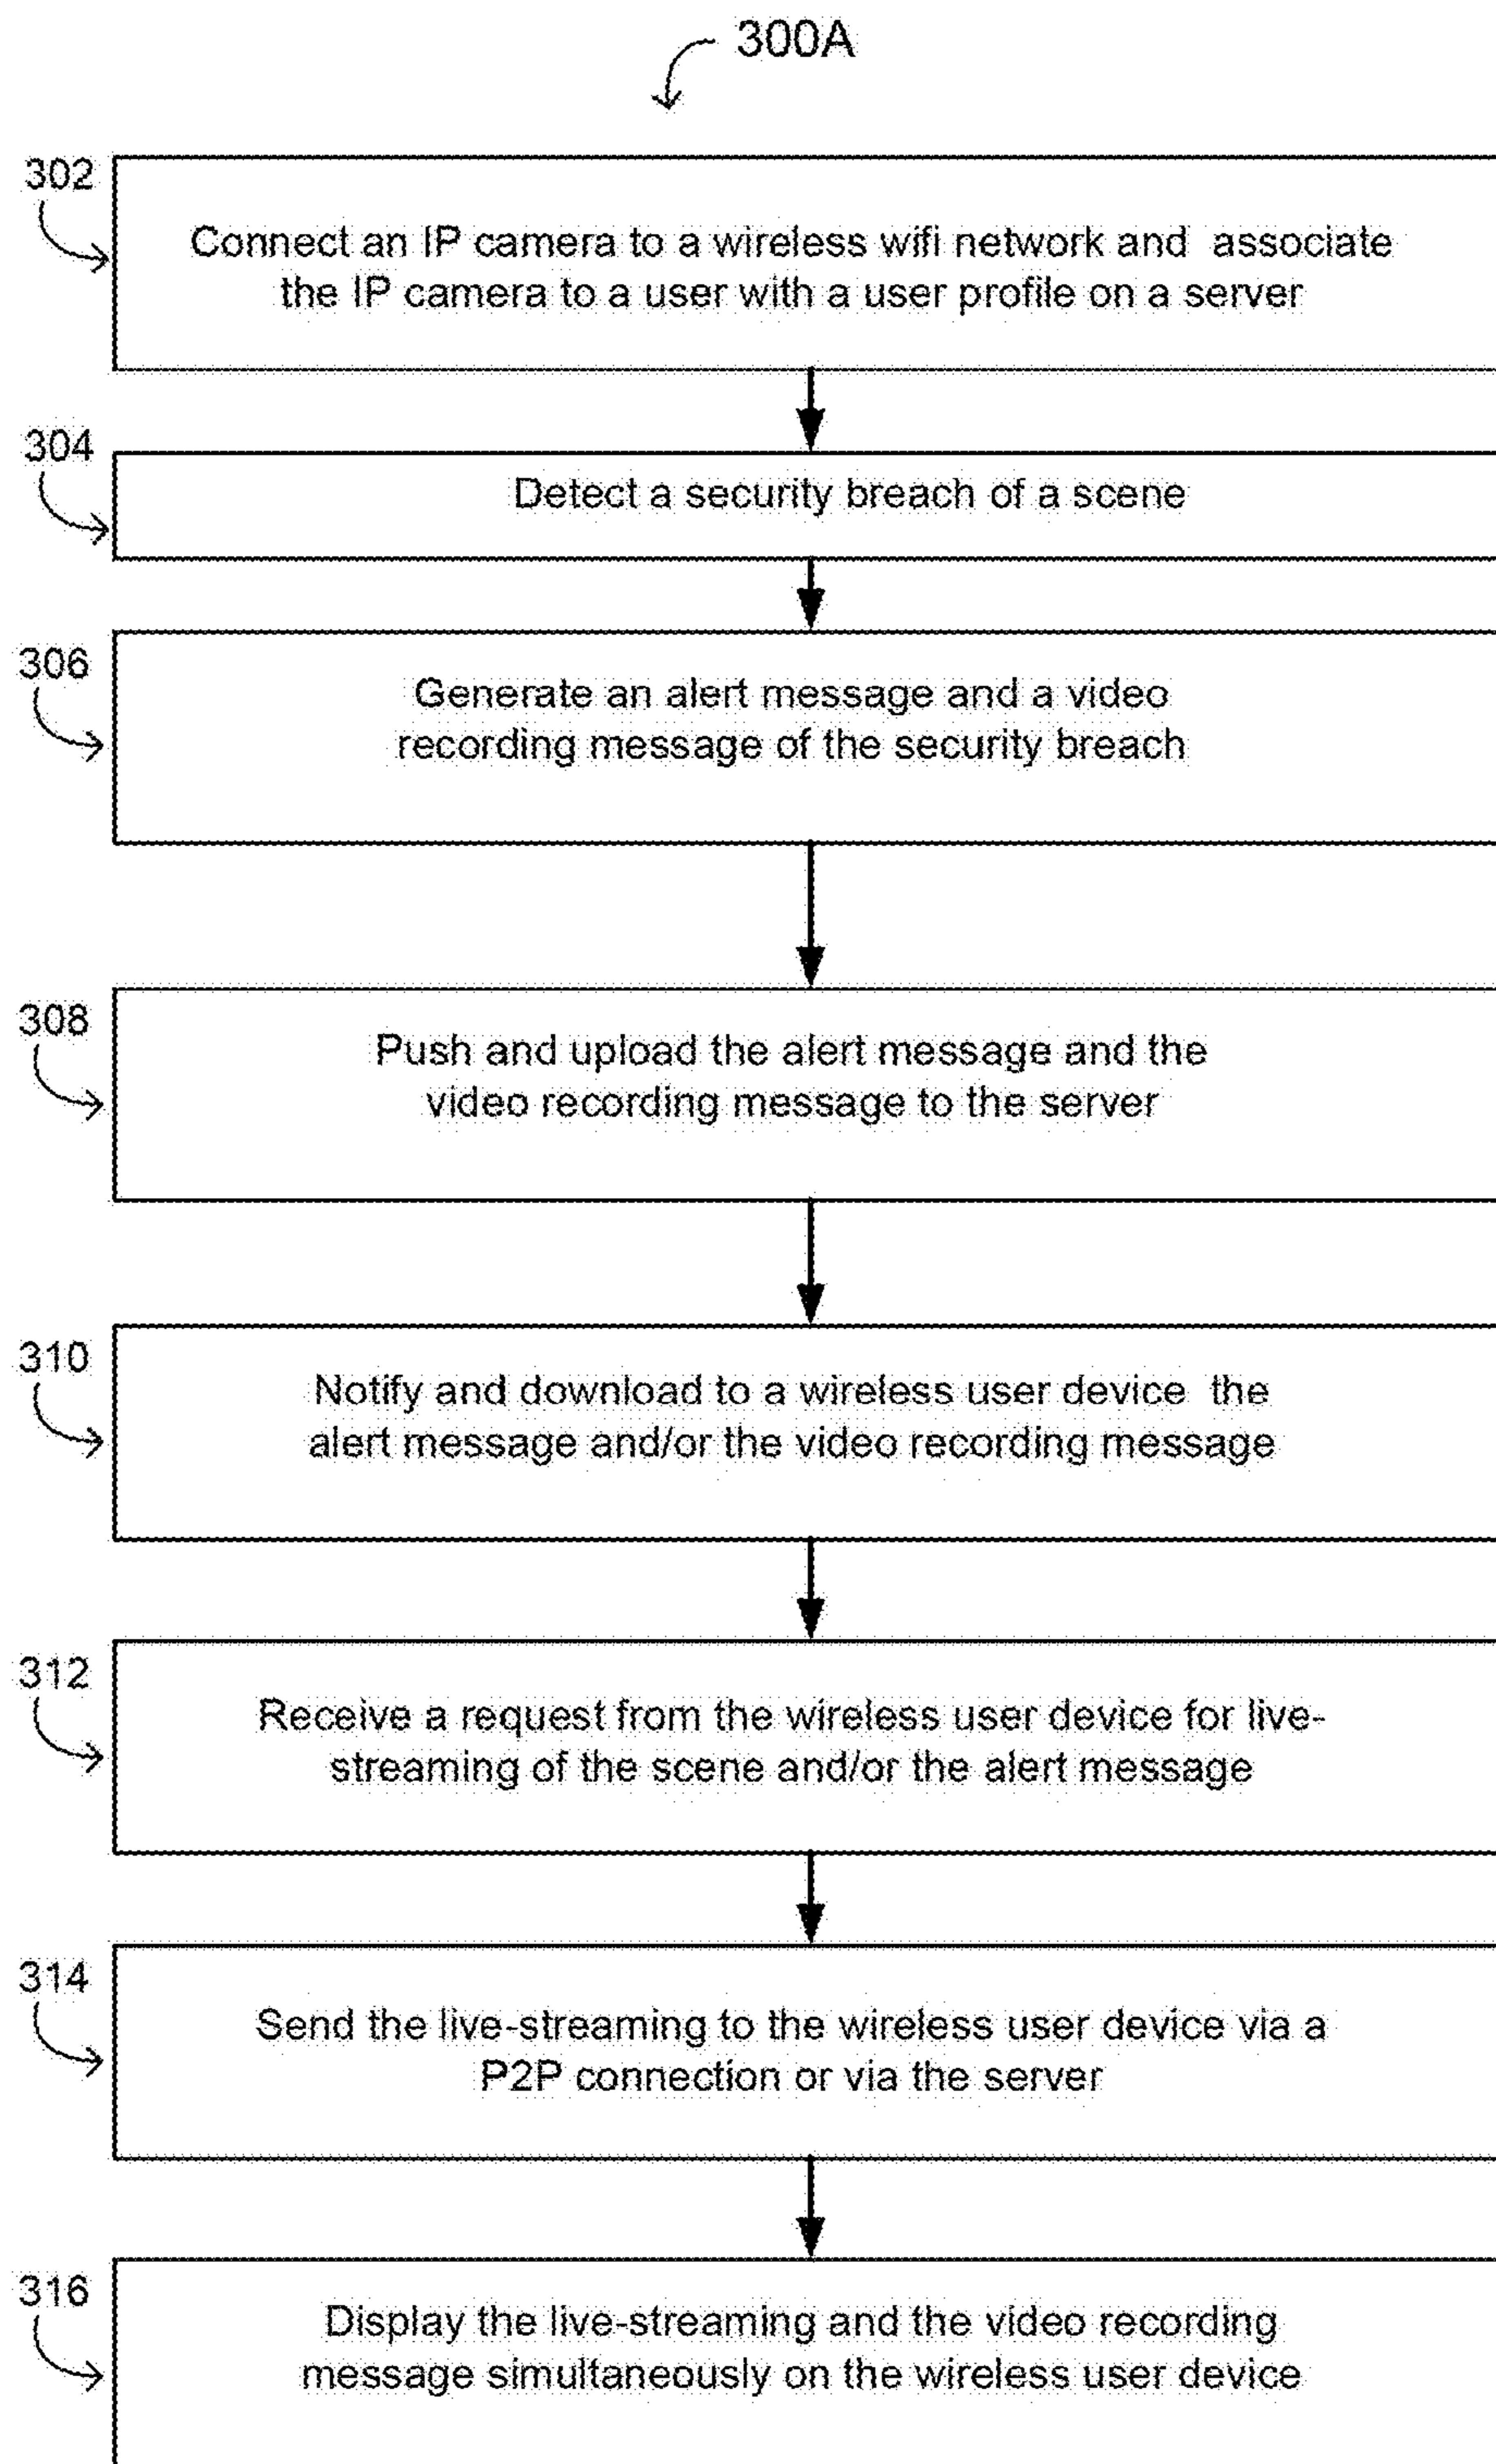 300A
302
Connect an IP camera to a wireless wifi network and associate
the IP camera to a user with a user profile on a server
304
Detect a security breach of a scene
306
Generate an alert message and a video
recording message of the security breach
308
Push and upload the alert message and the
video recording message to the server
310
Notify and download to a wireless user device the
alert message and/or the video recording message
312
Receive a request from the wireless user device for live-
streaming of the scene and/or the alert message
314
Send the live-streaming to the wireless user device via a
P2P connection or via the server
316
Display the live-streaming and the video recording
message simultaneously on the wireless user device